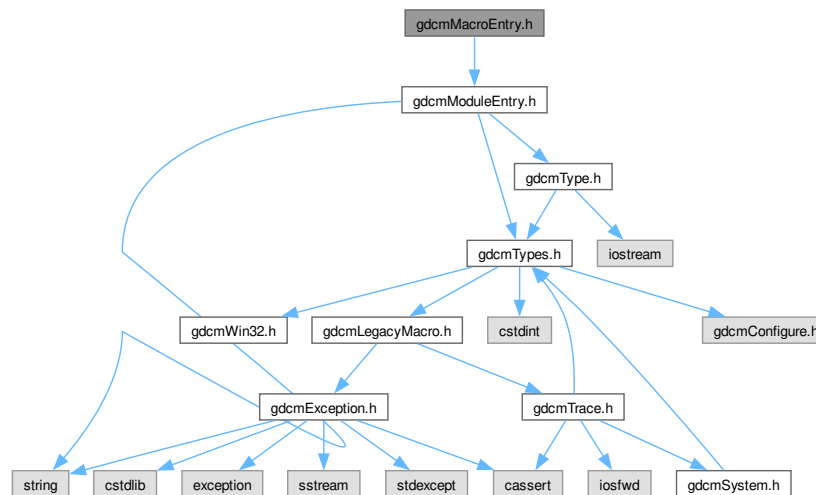 gdcmMacroEntry.h
gdcmModuleEntry.h
gdcmType.h
gdcmTypes.h
iostream
gdcmWin32.h
gdcmLegacyMacro.h
cstdint
gdcmConfigure.h
gdcmException.h
gdcmTrace.h
string
cstdlib
exception
sstream
stdexcept
cassert
iosfwd
gdcmSystem.h